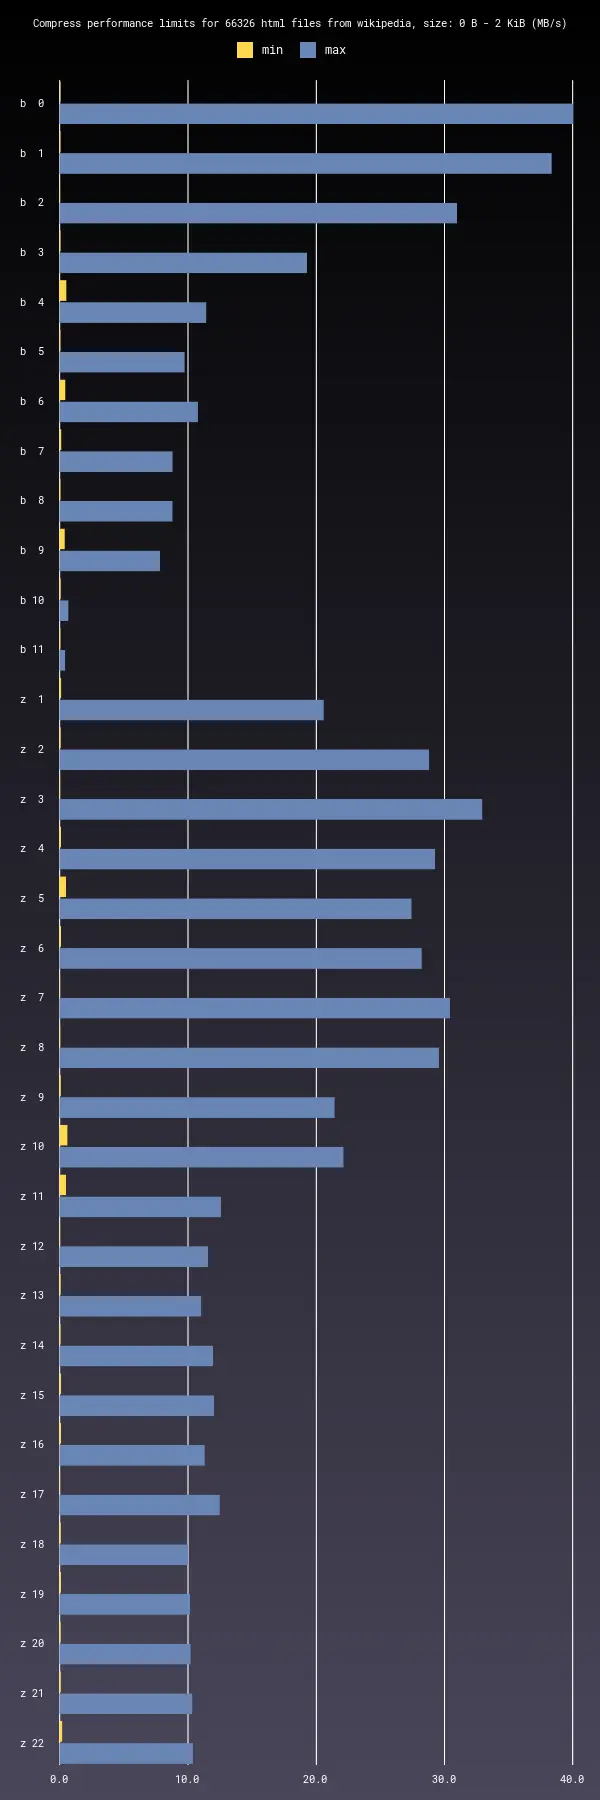 Compress performance limits for 66326 html files from wikipedia, size: 0 B - 2 KiB (MB/s)
min max
b 0
b 1
b 2
b 3
b 4
b 5
b 6
b 7
b 8
b 9
b 10
b 11
z 1
z 2
z 3
z 4
z 5
z 6
z 7
z 8
z 9
z 10
z 11
z 12
z 13
z 14
z 15
z 16
z 17
z 18
z 19
z 20
z 21
z 22
0.0 10.0 20.0 30.0 40.0